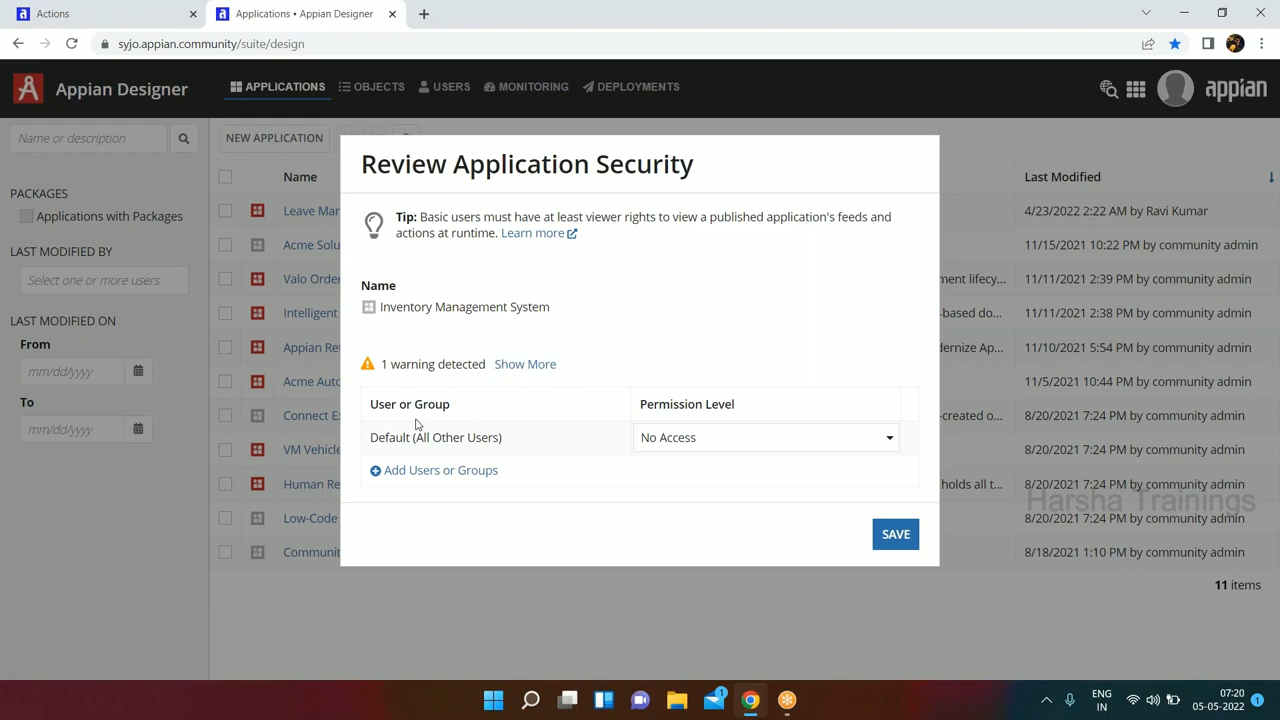 Actions
Applications • Appian Designer
syjo.appian.community/suite/design
Appian Designer
APPLICATIONS
OBJECTS
USERS
MONITORING
DEPLOYMENTS
appian
Name or description
NEW APPLICATION
PACKAGES
Applications with Packages
LAST MODIFIED BY
Select one or more users
LAST MODIFIED ON
From
mm/dd/yyyy
To
mm/dd/yyyy
Name
Last Modified
Leave Mar
4/23/2022 2:22 AM by Ravi Kumar
Acme Solu
11/15/2021 10:22 PM by community admin
Valo Order
ment lifecy...
11/11/2021 2:39 PM by community admin
Intelligent
-based do...
11/11/2021 2:38 PM by community admin
Appian Ret
dernize Ap...
11/10/2021 5:54 PM by community admin
Acme Auto
11/5/2021 10:44 PM by community admin
Connect Ex
-created o...
8/20/2021 7:24 PM by community admin
VM Vehicle
8/20/2021 7:24 PM by community admin
Human Re
holds all t...
8/20/2021 7:24 PM by community admin
Low-Code
8/20/2021 7:24 PM by community admin
Communit
8/18/2021 1:10 PM by community admin
11 items
Harsha Trainings
Review Application Security
Tip: Basic users must have at least viewer rights to view a published application's feeds and
actions at runtime. Learn more
Name
Inventory Management System
1 warning detected Show More
User or Group
Permission Level
Default (All Other Users)
No Access
Add Users or Groups
SAVE
1
ENG
IN
07:20
05-05-2022
1